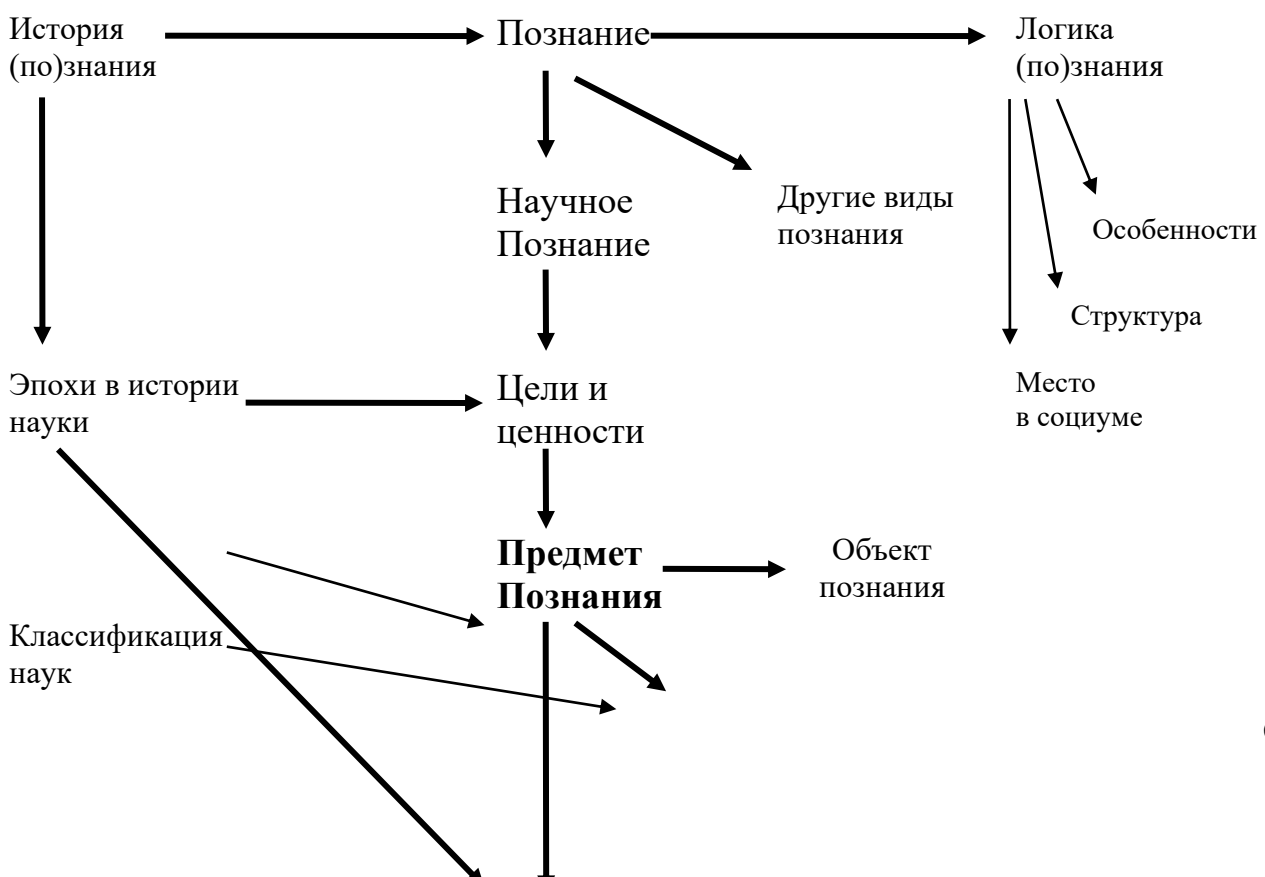 История
(по)знания
Познание
Логика
(по)знания
Научное
Познание
Другие виды
познания
Особенности
Структура
Эпохи в истории
науки
Цели и
ценности
Место
в социуме
Предмет
Познания
Объект
познания
Классификация
наук